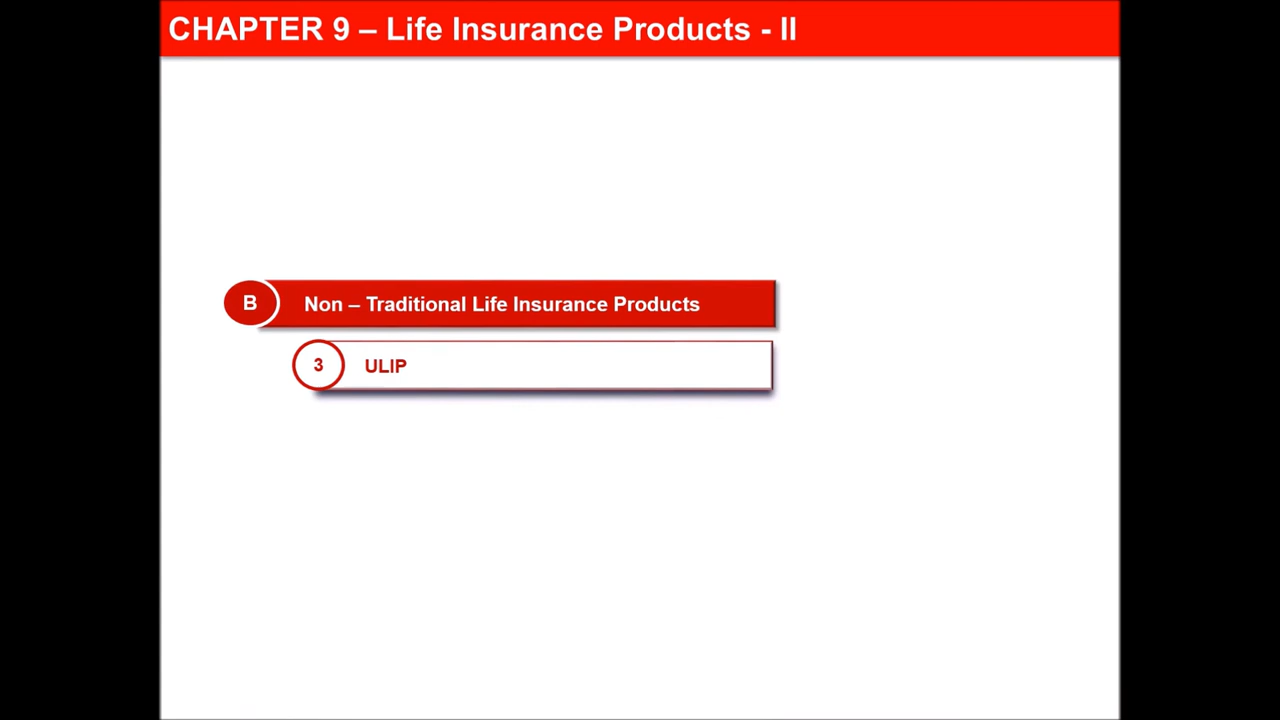 CHAPTER 9 – Life Insurance Products - II
B Non – Traditional Life Insurance Products
3 ULIP